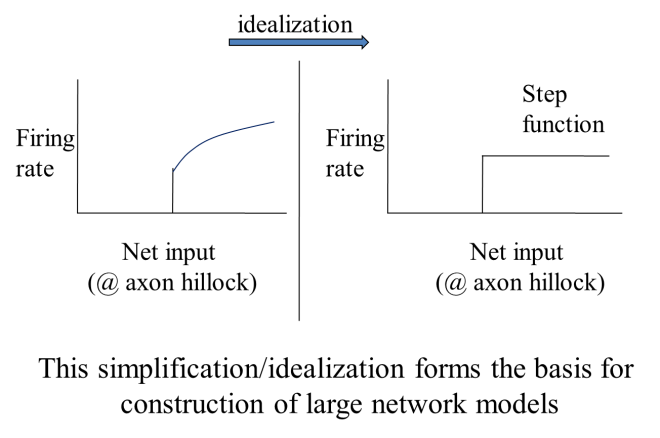 idealization
Firing
rate
Net input
(@ axon hillock)
Step
function
Firing
rate
Net input
(@ axon hillock)
This simplification/idealization forms the basis for
construction of large network models